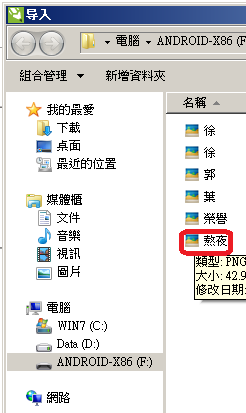 导入
電腦 ANDROID-X86 (F
組合管理 新增資料夾
我的最愛
下載
桌面
最近的位置
媒體櫃
文件
音樂
視訊
圖片
電腦
WIN7 (C:)
Data (D:)
ANDROID-X86 (F:)
網路
名稱
徐
徐
郭
葉
榮譽
熬夜
類型: PNG
大小: 42.9
修改日期: